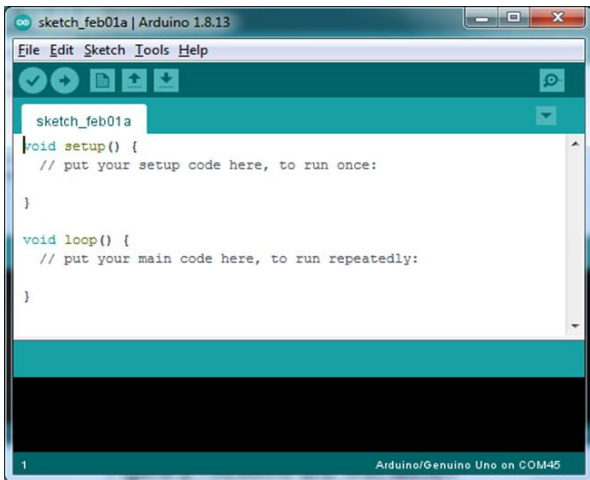 sketch_feb01a | Arduino 1.8.13
File Edit Sketch Tools Help
sketch_feb01a
void setup() {
  // put your setup code here, to run once:
}
void loop() {
  // put your main code here, to run repeatedly:
}
1 Arduino/Genuino Uno on COM45